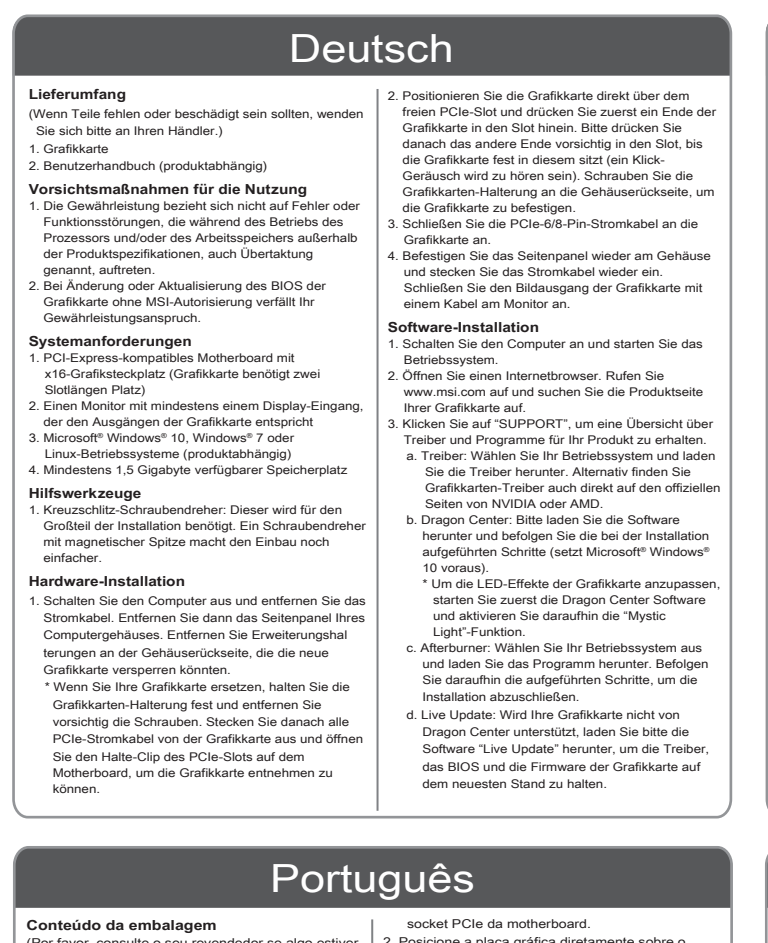 Deutsch
Lieferumfang
(Wenn Teile fehlen oder beschädigt sein sollten, wenden
Sie sich bitte an Ihren Händler.)
1. Grafikkarte
2. Benutzerhandbuch (produktabhängig)
Vorsichtsmaßnahmen für die Nutzung
1. Die Gewährleistung bezieht sich nicht auf Fehler oder
Funktionsstörungen, die während des Betriebs des
Prozessors und/oder des Arbeitsspeichers außerhalb
der Produktspezifikationen, auch Übertaktung
genannt, auftreten.
2. Bei Änderung oder Aktualisierung des BIOS der
Grafikkarte ohne MSI-Autorisierung verfällt Ihr
Gewährleistungsanspruch.
Systemanforderungen
1. PCI-Express-kompatibles Motherboard mit
x16-Grafiksteckplatz (Grafikkarte benötigt zwei
Slotlängen Platz)
2. Einen Monitor mit mindestens einem Display-Eingang,
der den Ausgängen der Grafikkarte entspricht
3. Microsoft® Windows® 10, Windows® 7 oder
Linux-Betriebssysteme (produktabhängig)
4. Mindestens 1,5 Gigabyte verfügbarer Speicherplatz
Hilfswerkzeuge
1. Kreuzschlitz-Schraubendreher: Dieser wird für den
Großteil der Installation benötigt. Ein Schraubendreher
mit magnetischer Spitze macht den Einbau noch
einfacher.
Hardware-Installation
1. Schalten Sie den Computer aus und entfernen Sie das
Stromkabel. Entfernen Sie dann das Seitenpanel Ihres
Computergehäuses. Entfernen Sie Erweiterungshal
terungen an der Gehäuserückseite, die die neue
Grafikkarte versperren könnten.
* Wenn Sie Ihre Grafikkarte ersetzen, halten Sie die
Grafikkarten-Halterung fest und entfernen Sie
vorsichtig die Schrauben. Stecken Sie danach alle
PCIe-Stromkabel von der Grafikkarte aus und öffnen
Sie den Halte-Clip des PCIe-Slots auf dem
Motherboard, um die Grafikkarte entnehmen zu
können.
2. Positionieren Sie die Grafikkarte direkt über dem
freien PCIe-Slot und drücken Sie zuerst ein Ende der
Grafikkarte in den Slot hinein. Bitte drücken Sie
danach das andere Ende vorsichtig in den Slot, bis
die Grafikkarte fest in diesem sitzt (ein Klick-
Geräusch wird zu hören sein). Schrauben Sie die
Grafikkarten-Halterung an die Gehäuserückseite, um
die Grafikkarte zu befestigen.
3. Schließen Sie die PCIe-6/8-Pin-Stromkabel an die
Grafikkarte an.
4. Befestigen Sie das Seitenpanel wieder am Gehäuse
und stecken Sie das Stromkabel wieder ein.
Schließen Sie den Bildausgang der Grafikkarte mit
einem Kabel am Monitor an.
Software-Installation
1. Schalten Sie den Computer an und starten Sie das
Betriebssystem.
2. Öffnen Sie einen Internetbrowser. Rufen Sie
www.msi.com auf und suchen Sie die Produktseite
Ihrer Grafikkarte auf.
3. Klicken Sie auf “SUPPORT”, um eine Übersicht über
Treiber und Programme für Ihr Produkt zu erhalten.
a. Treiber: Wählen Sie Ihr Betriebssystem und laden
Sie die Treiber herunter. Alternativ finden Sie
Grafikkarten-Treiber auch direkt auf den offiziellen
Seiten von NVIDIA oder AMD.
b. Dragon Center: Bitte laden Sie die Software
herunter und befolgen Sie die bei der Installation
aufgeführten Schritte (setzt Microsoft® Windows®
10 voraus).
* Um die LED-Effekte der Grafikkarte anzupassen,
starten Sie zuerst die Dragon Center Software
und aktivieren Sie daraufhin die “Mystic
Light”-Funktion.
c. Afterburner: Wählen Sie Ihr Betriebssystem aus
und laden Sie das Programm herunter. Befolgen
Sie daraufhin die aufgeführten Schritte, um die
Installation abzuschließen.
d. Live Update: Wird Ihre Grafikkarte nicht von
Dragon Center unterstützt, laden Sie bitte die
Software “Live Update” herunter, um die Treiber,
das BIOS und die Firmware der Grafikkarte auf
dem neuesten Stand zu halten.
Português
Conteúdo da embalagem
(Por favor, consulte o seu revendedor se algo estiver
socket PCIe da motherboard.
2. Posicione a placa gráfica diretamente sobre o